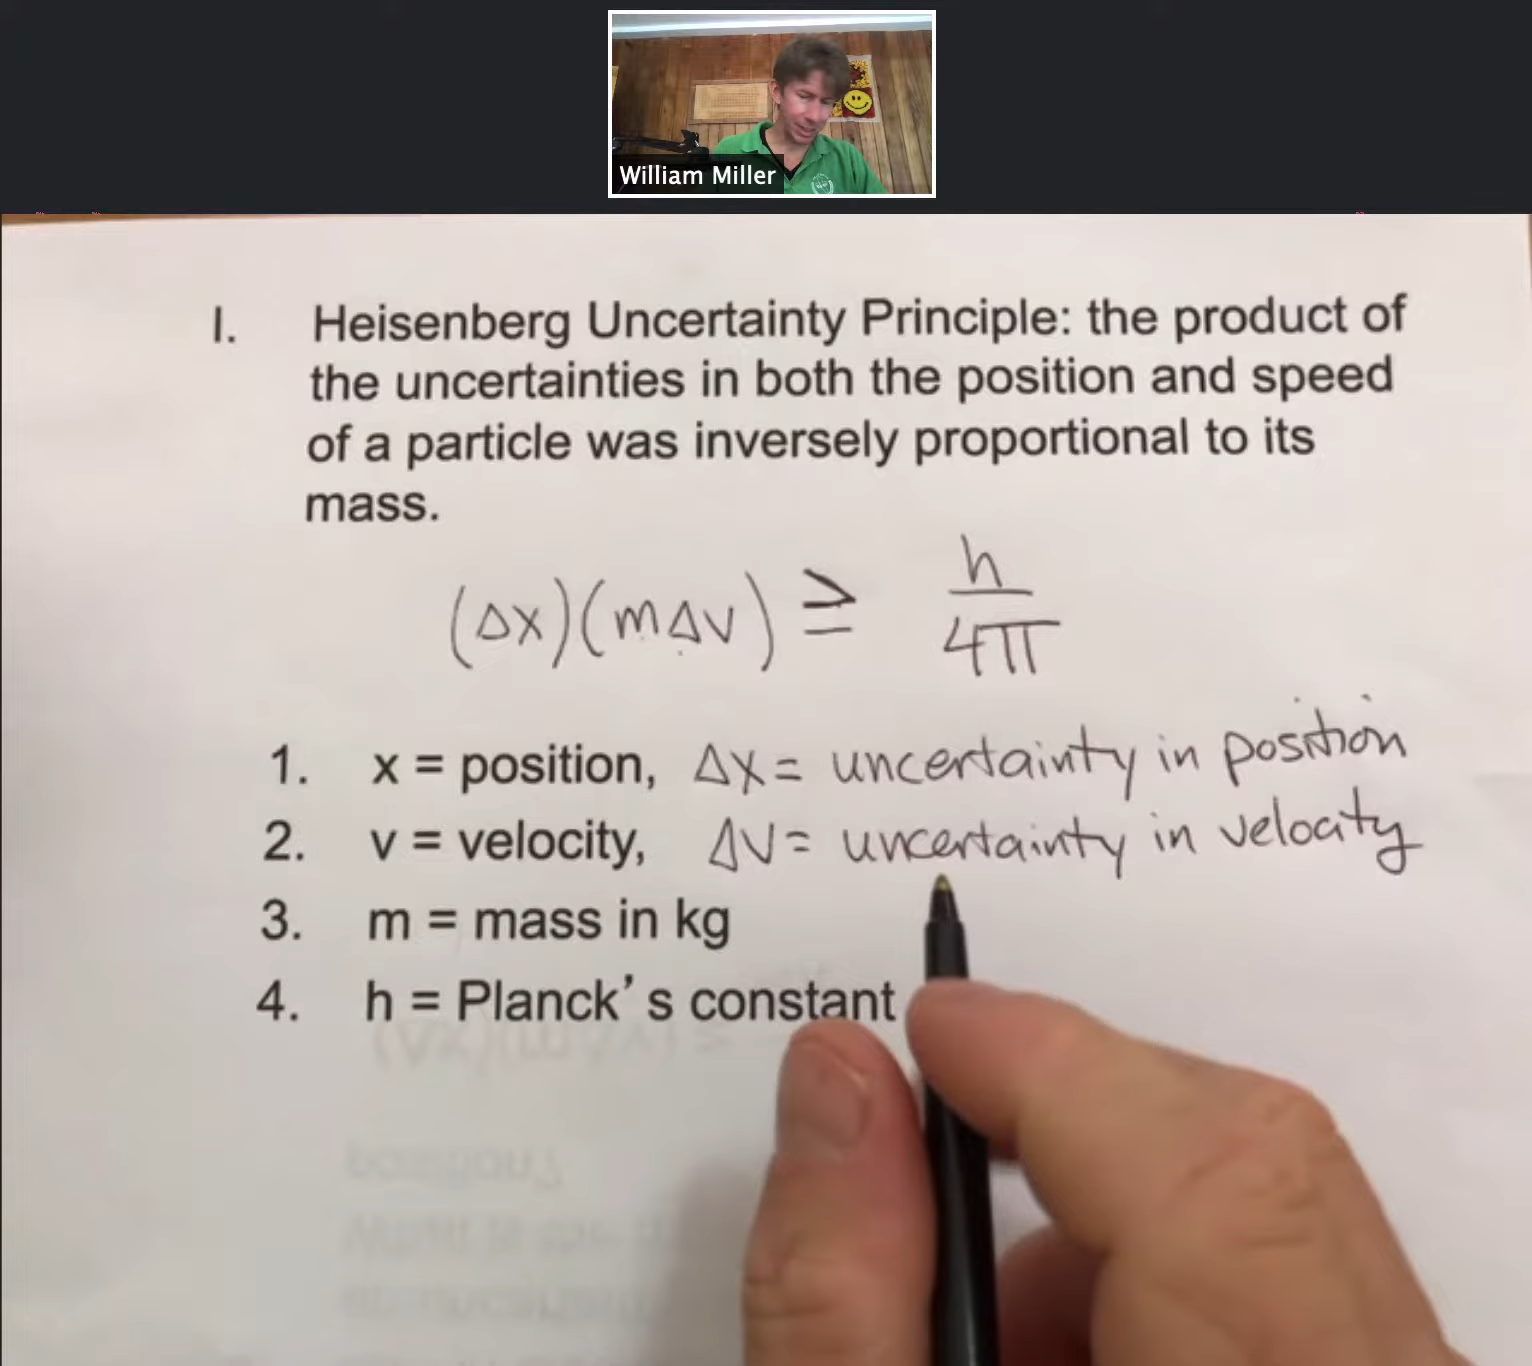 William Miller
I. Heisenberg Uncertainty Principle: the product of
the uncertainties in both the position and speed
of a particle was inversely proportional to its
mass.
(Δx)(mΔv) ≥ h/4π
1. x = position, Δx = uncertainty in position
2. v = velocity, Δv = uncertainty in velocity
3. m = mass in kg
4. h = Planck's constant